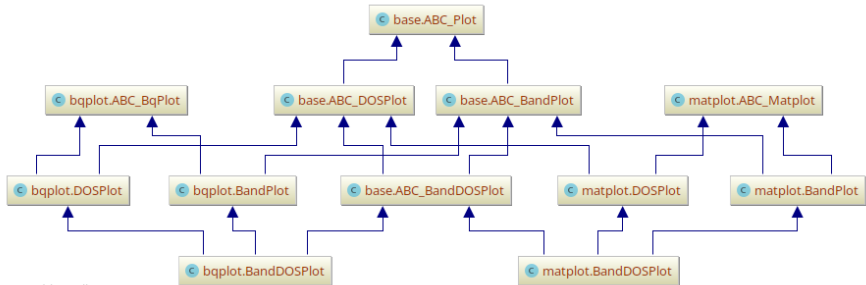 C base.ABC_Plot
C bqplot.ABC_BqPlot
C base.ABC_DOSPlot
C base.ABC_BandPlot
C matplot.ABC_Matplot
C bqplot.DOSPlot
C bqplot.BandPlot
C base.ABC_BandDOSPlot
C matplot.DOSPlot
C matplot.BandPlot
C bqplot.BandDOSPlot
C matplot.BandDOSPlot